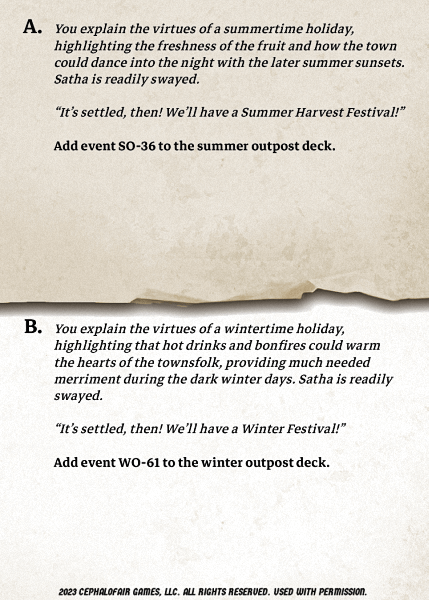 A. You explain the virtues of a summertime holiday,
highlighting the freshness of the fruit and how the town
could dance into the night with the later summer sunsets.
Satha is readily swayed.
“It’s settled, then! We’ll have a Summer Harvest Festival!”
Add event SO-36 to the summer outpost deck.
B. You explain the virtues of a wintertime holiday,
highlighting that hot drinks and bonfires could warm
the hearts of the townsfolk, providing much needed
merriment during the dark winter days. Satha is readily
swayed.
“It’s settled, then! We’ll have a Winter Festival!”
Add event WO-61 to the winter outpost deck.
2023 CEPHALOFAIR GAMES, LLC. ALL RIGHTS RESERVED. USED WITH PERMISSION.